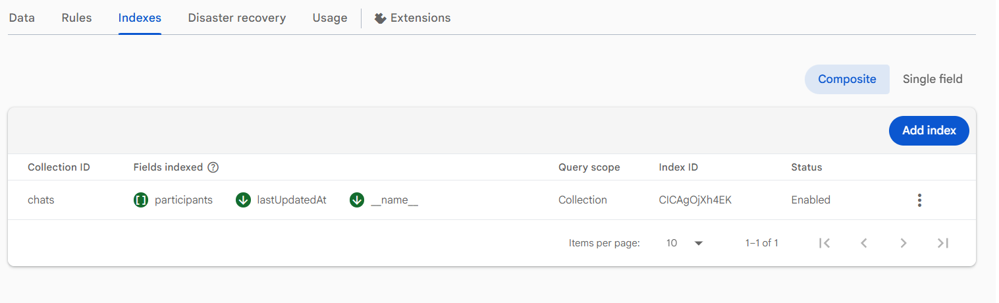 Data Rules Indexes Disaster recovery Usage Extensions
Composite Single field
Add index
Collection ID Fields indexed ? Query scope Index ID Status
chats [ ] participants lastUpdatedAt __name__ Collection CICAgOjXh4EK Enabled
Items per page: 10 1–1 of 1